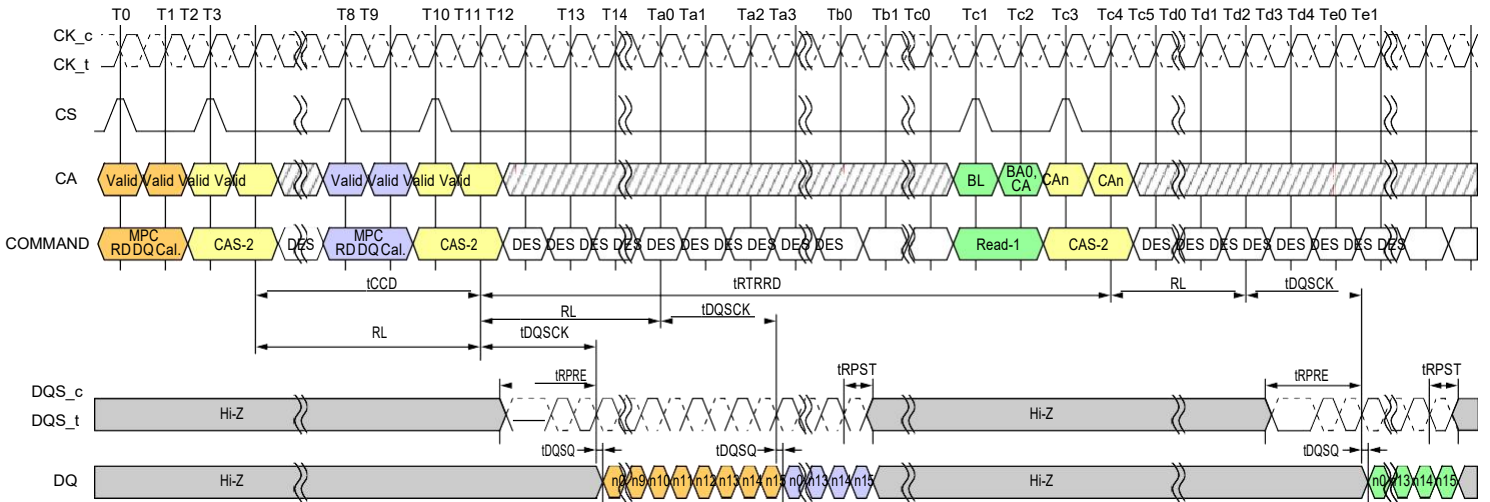 T0 T1 T2 T3 T8 T9 T10 T11 T12 T13 T14 Ta0 Ta1 Ta2 Ta3 Tb0 Tb1 Tc0 Tc1 Tc2 Tc3 Tc4 Tc5 Td0 Td1 Td2 Td3 Td4 Te0 Te1
CK_c
CK_t
CS
CA Valid Valid Valid Valid Valid Valid Valid Valid BL BA0, CA CAn CAn
COMMAND MPC RD DQ Cal. CAS-2 DES MPC RD DQ Cal. CAS-2 DES DES DES DES DES DES DES DES Read-1 CAS-2 DES DES DES DES DES DES
tCCD tRTRRD RL tDQSCK
RL tDQSCK
RL tDQSCK
tRPRE tRPST tRPRE tRPST
DQS_c
DQS_t Hi-Z Hi-Z
tDQSQ tDQSQ tDQSQ
DQ Hi-Z n0 n9 n10 n11 n12 n13 n14 n15 n0 n13 n14 n15 Hi-Z n0 n13 n14 n15